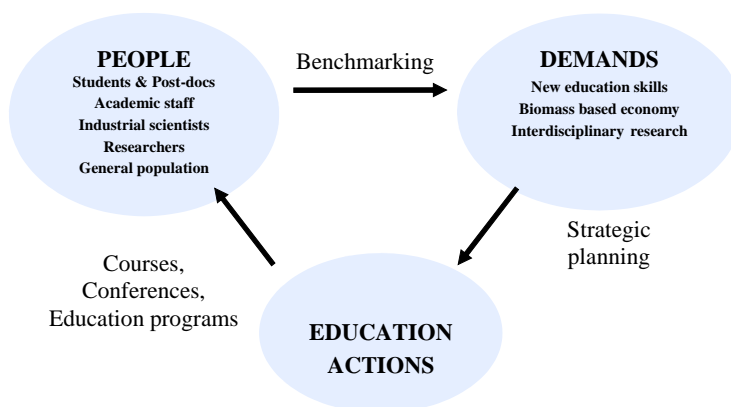 PEOPLE
Students & Post-docs
Academic staff
Industrial scientists
Researchers
General population
Benchmarking
DEMANDS
New education skills
Biomass based economy
Interdisciplinary research
Strategic
planning
Courses,
Conferences,
Education programs
EDUCATION
ACTIONS